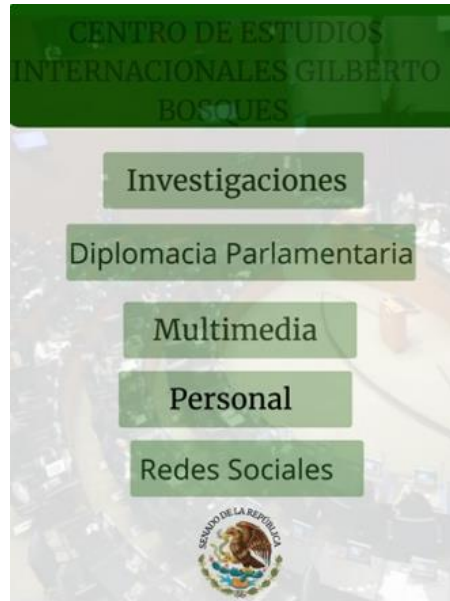 CENTRO DE ESTUDIOS
INTERNACIONALES GILBERTO
BOSQUES
Investigaciones
Diplomacia Parlamentaria
Multimedia
Personal
Redes Sociales
SENADO DE LA REPÚBLICA